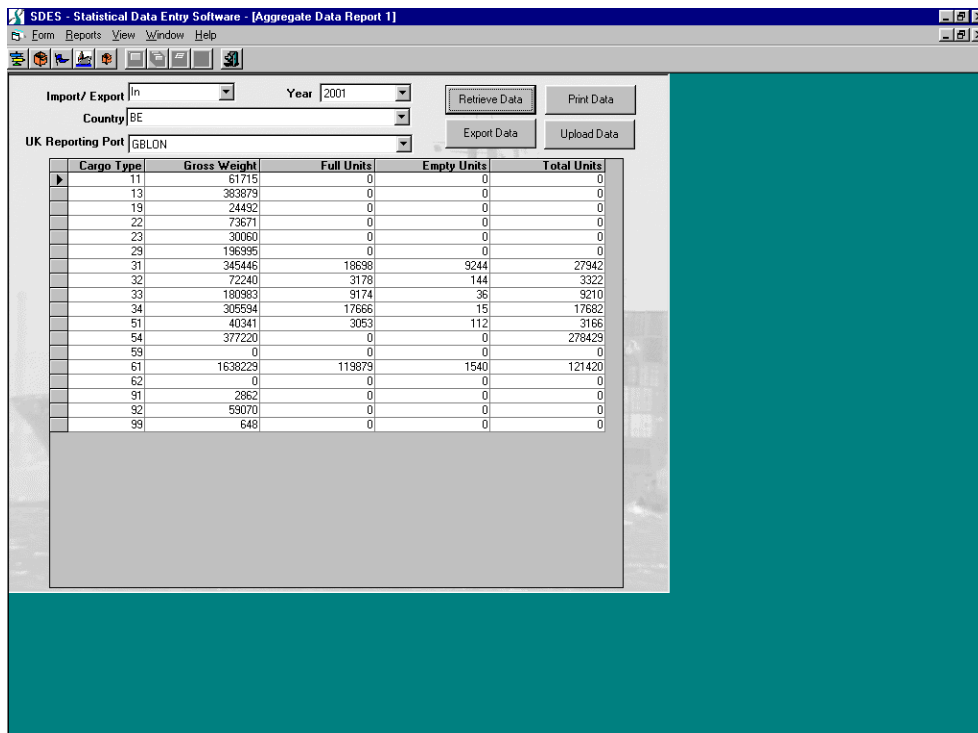 SDES - Statistical Data Entry Software - [Aggregate Data Report 1]
Form Reports View Window Help
Import/ Export In Year 2001 Retrieve Data Print Data
Country BE
Export Data Upload Data
UK Reporting Port GBLON
Cargo Type Gross Weight Full Units Empty Units Total Units
11 61715 0 0 0
13 383879 0 0 0
19 24492 0 0 0
22 73671 0 0 0
23 30060 0 0 0
29 196995 0 0 0
31 345446 18698 9244 27942
32 72240 3178 144 3322
33 180983 9174 36 9210
34 305594 17666 15 17682
51 40341 3053 112 3166
54 377220 0 0 278429
59 0 0 0 0
61 1638229 119879 1540 121420
62 0 0 0 0
91 2862 0 0 0
92 59070 0 0 0
99 648 0 0 0